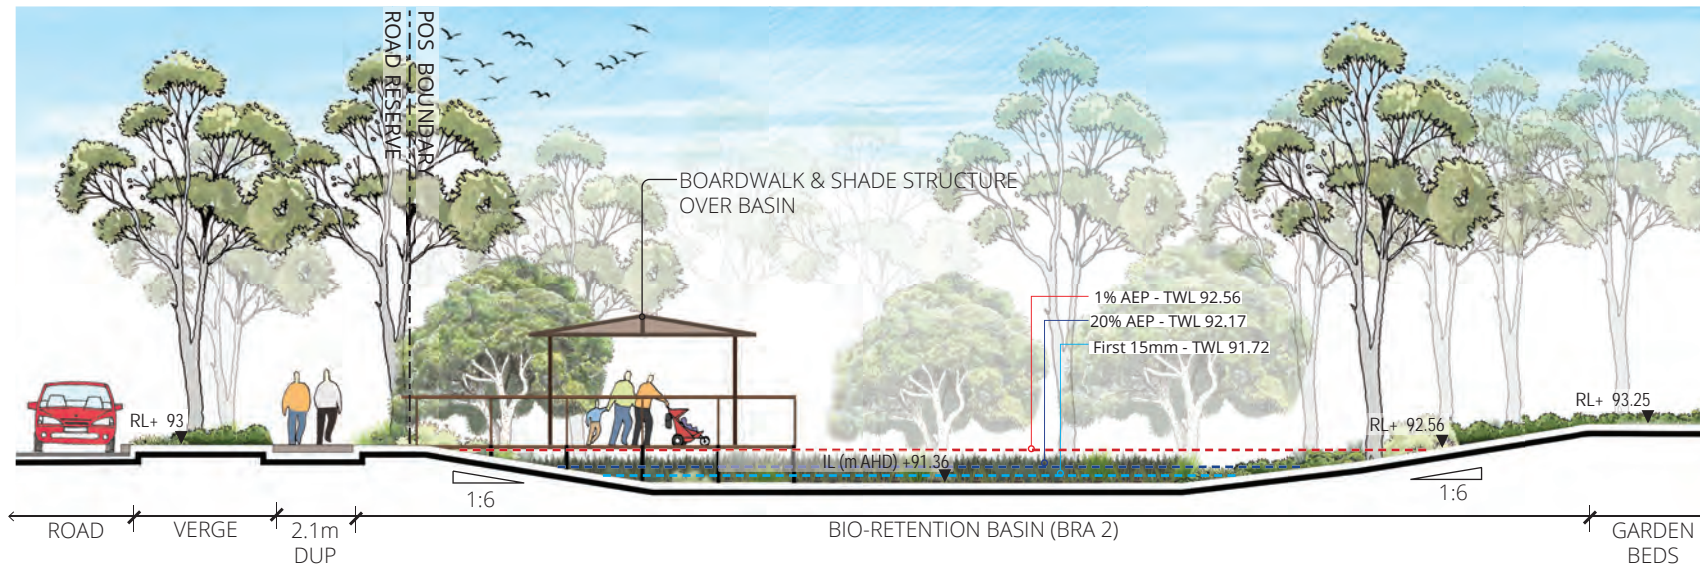 POS BOUNDARY
ROAD RESERVE
BOARDWALK & SHADE STRUCTURE
OVER BASIN
1% AEP - TWL 92.56
20% AEP - TWL 92.17
First 15mm - TWL 91.72
RL+ 93
RL+ 93.25
RL+ 92.56
IL (m AHD) +91.36
1:6
1:6
ROAD
VERGE
2.1m
DUP
BIO-RETENTION BASIN (BRA 2)
GARDEN
BEDS